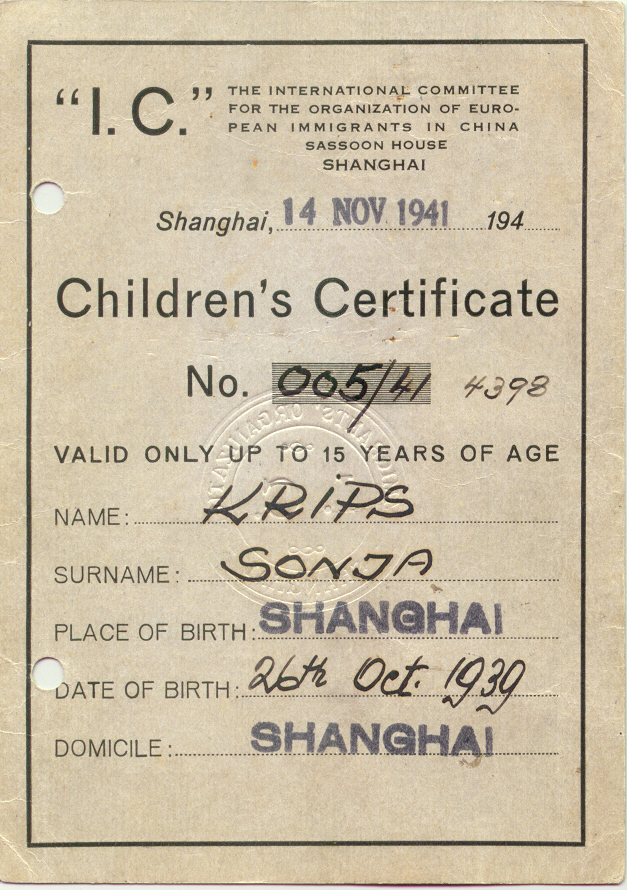 "I.C." THE INTERNATIONAL COMMITTEE
FOR THE ORGANIZATION OF EURO-
PEAN IMMIGRANTS IN CHINA
SASSOON HOUSE
SHANGHAI
Shanghai, 14 NOV 1941 194
Children's Certificate
No. 005/41 4398
VALID ONLY UP TO 15 YEARS OF AGE
NAME: KRIPS
SURNAME: SONJA
PLACE OF BIRTH: SHANGHAI
DATE OF BIRTH: 26th Oct. 1939
DOMICILE: SHANGHAI